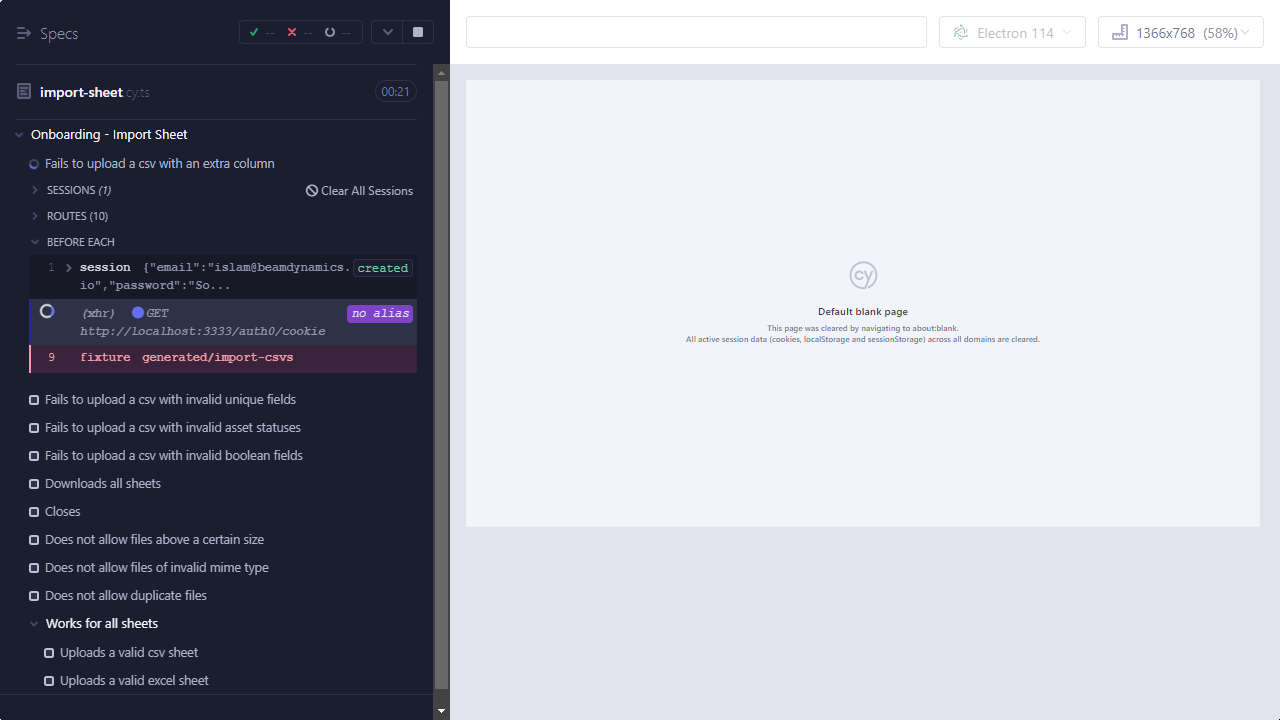 Specs
--
--
--
Electron 114
1366x768 (58%)
import-sheet.cy.ts
00:21
Onboarding - Import Sheet
Fails to upload a csv with an extra column
SESSIONS (1)
Clear All Sessions
ROUTES (10)
BEFORE EACH
1 session {"email":"islam@beamdynamics.
io","password":"So...
created
(xhr) GET
http://localhost:3333/auth0/cookie
no alias
9 fixture generated/import-csvs
Fails to upload a csv with invalid unique fields
Fails to upload a csv with invalid asset statuses
Fails to upload a csv with invalid boolean fields
Downloads all sheets
Closes
Does not allow files above a certain size
Does not allow files of invalid mime type
Does not allow duplicate files
Works for all sheets
Uploads a valid csv sheet
Uploads a valid excel sheet
cy
Default blank page
This page was cleared by navigating to about:blank.
All active session data (cookies, localStorage and sessionStorage) across all domains are cleared.